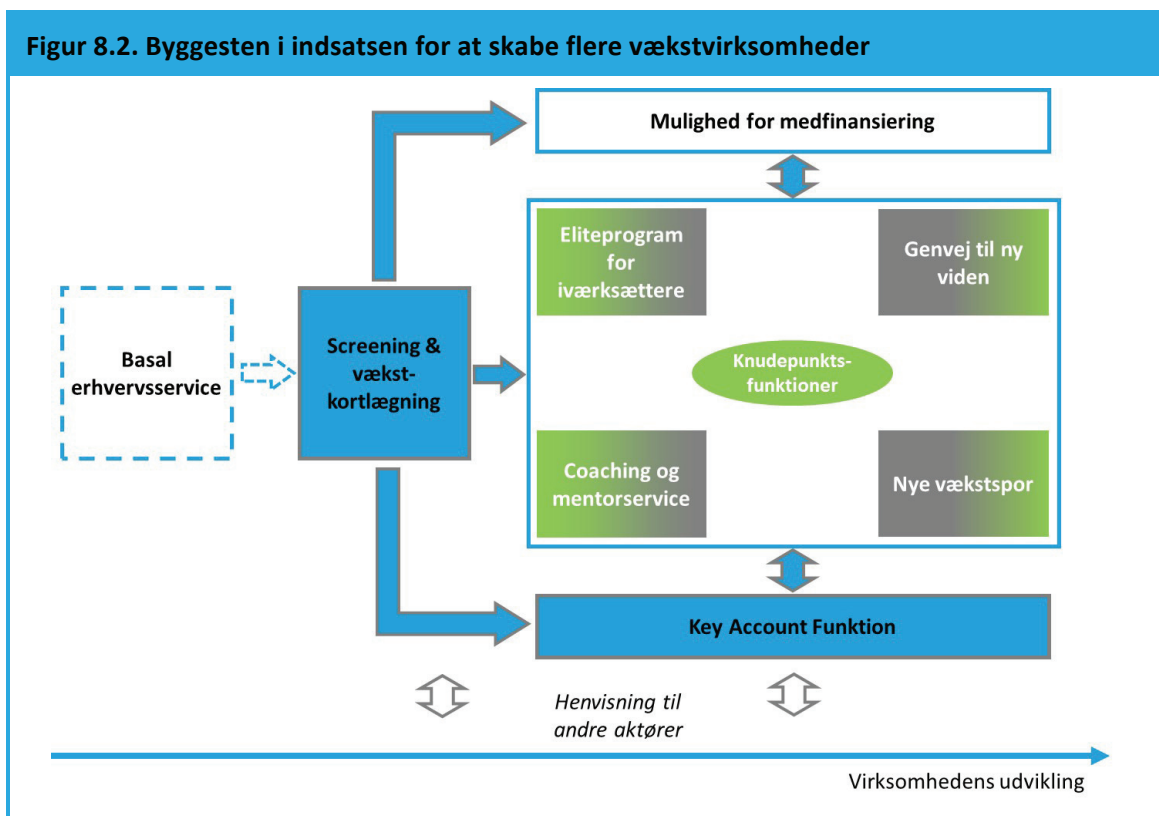 Figur 8.2. Byggesten i indsatsen for at skabe flere vækstvirksomheder
Mulighed for medfinansiering
Eliteprogram
for
iværksættere
Genvej til ny
viden
Basal
erhvervsservice
Screening &
vækst-
kortlægning
Knudepunkts-
funktioner
Coaching og
mentorservice
Nye vækstspor
Key Account Funktion
Henvisning til
andre aktører
Virksomhedens udvikling